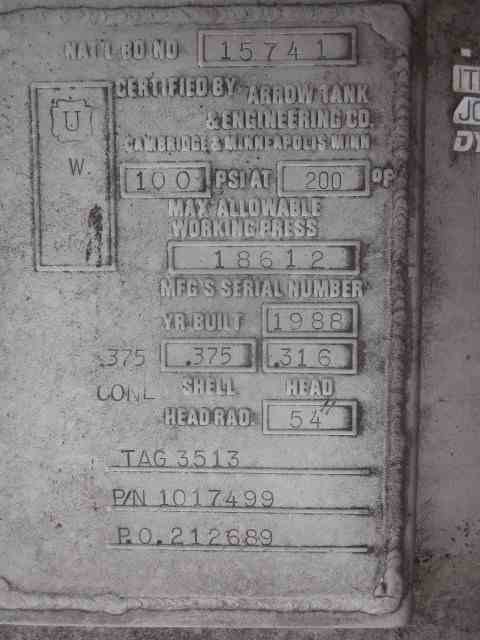 NAT'L BD NO 15741
CERTIFIED BY ARROW TANK
& ENGINEERING CO.
CAMBRIDGE & MINNEAPOLIS MINN
U
W.
100 PSI AT 200 °F
MAX ALLOWABLE
WORKING PRESS
18612
MFG'S SERIAL NUMBER
YR BUILT 1988
.375 .375 .316
CONE SHELL HEAD
HEAD RAD. 54"
TAG 3513
P/N 1017499
P.O. 212689